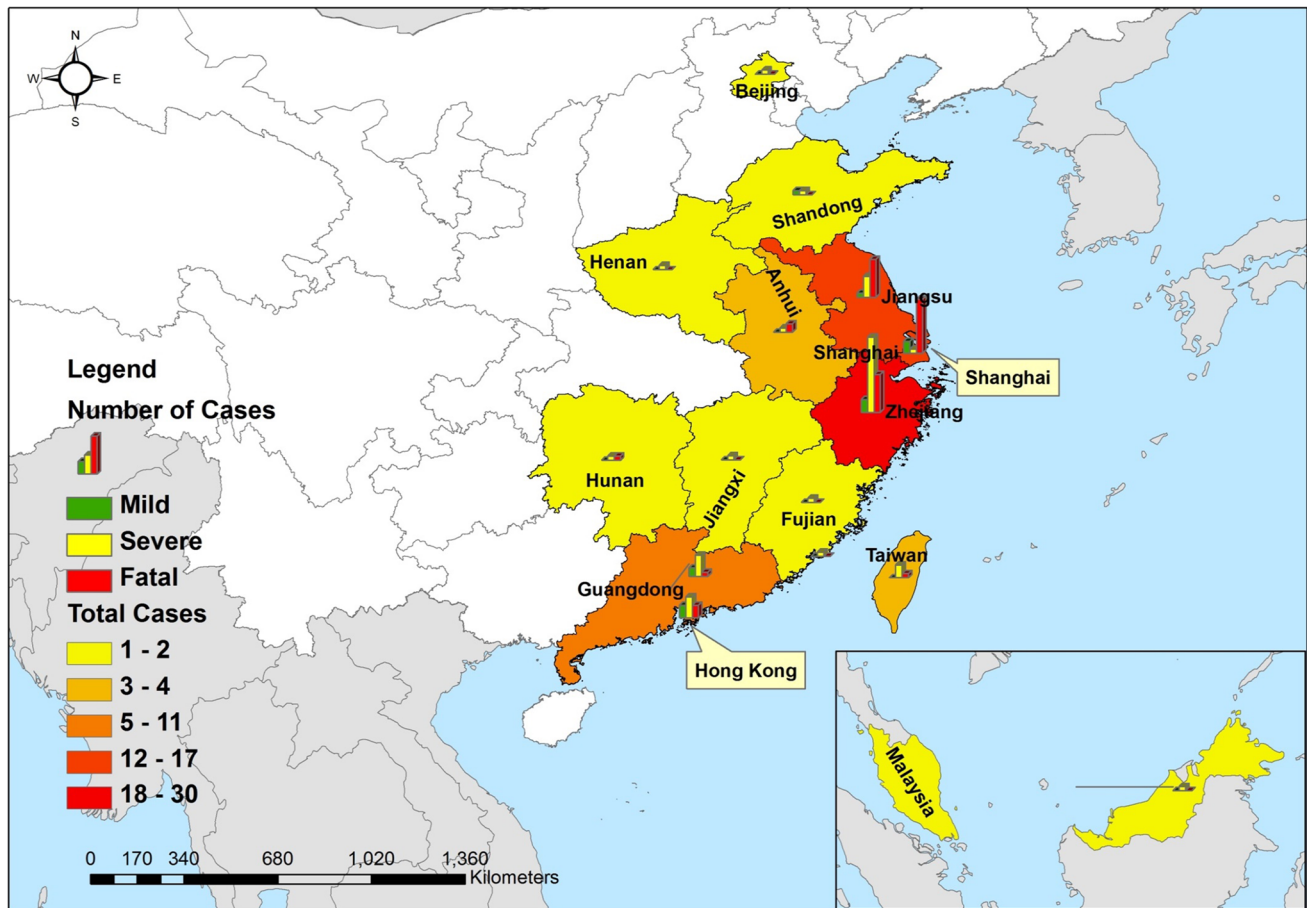 N
W
E
S
Beijing
Shandong
Henan
Anhui
Jiangsu
Shanghai
Shanghai
Zhejiang
Hunan
Jiangxi
Fujian
Taiwan
Guangdong
Hong Kong
Legend
Number of Cases
Mild
Severe
Fatal
Total Cases
1 - 2
3 - 4
5 - 11
12 - 17
18 - 30
0 170 340 680 1,020 1,360
Kilometers
Malaysia